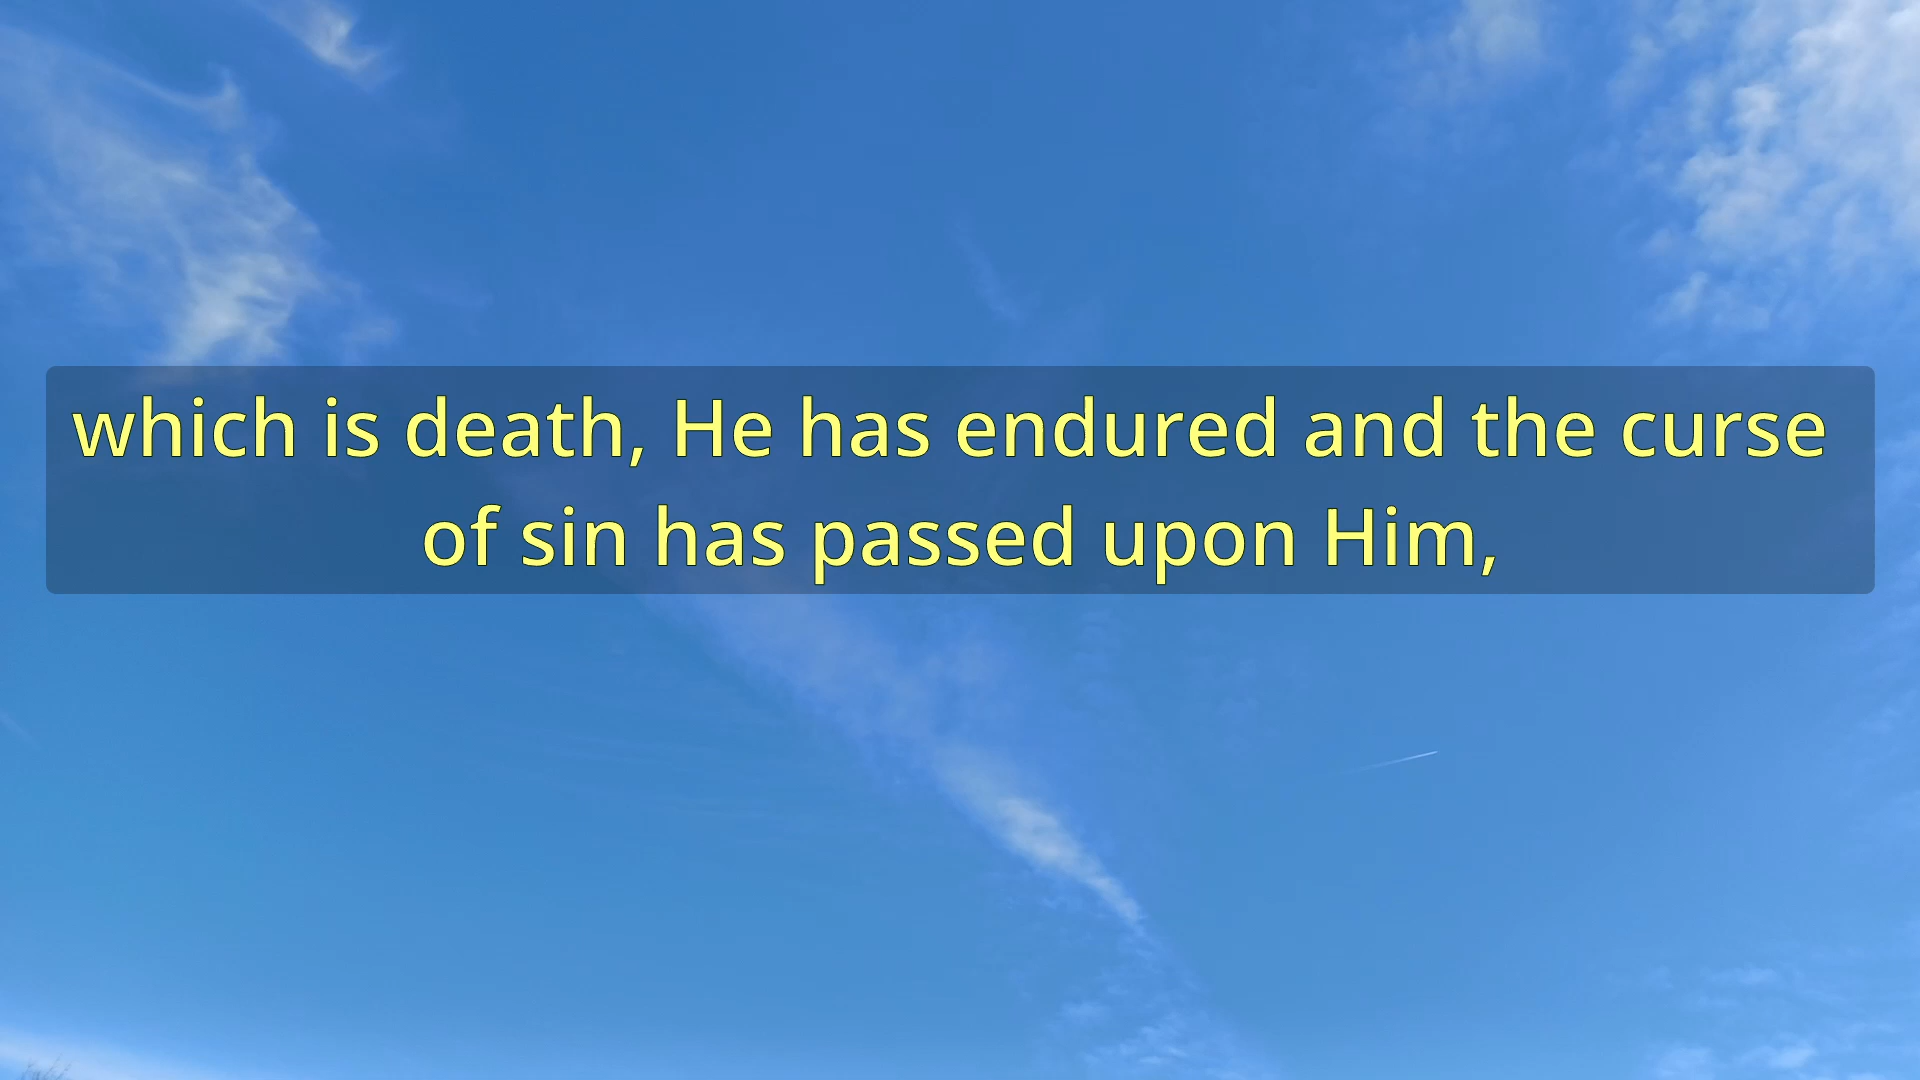 which is death, He has endured and the curse
of sin has passed upon Him,